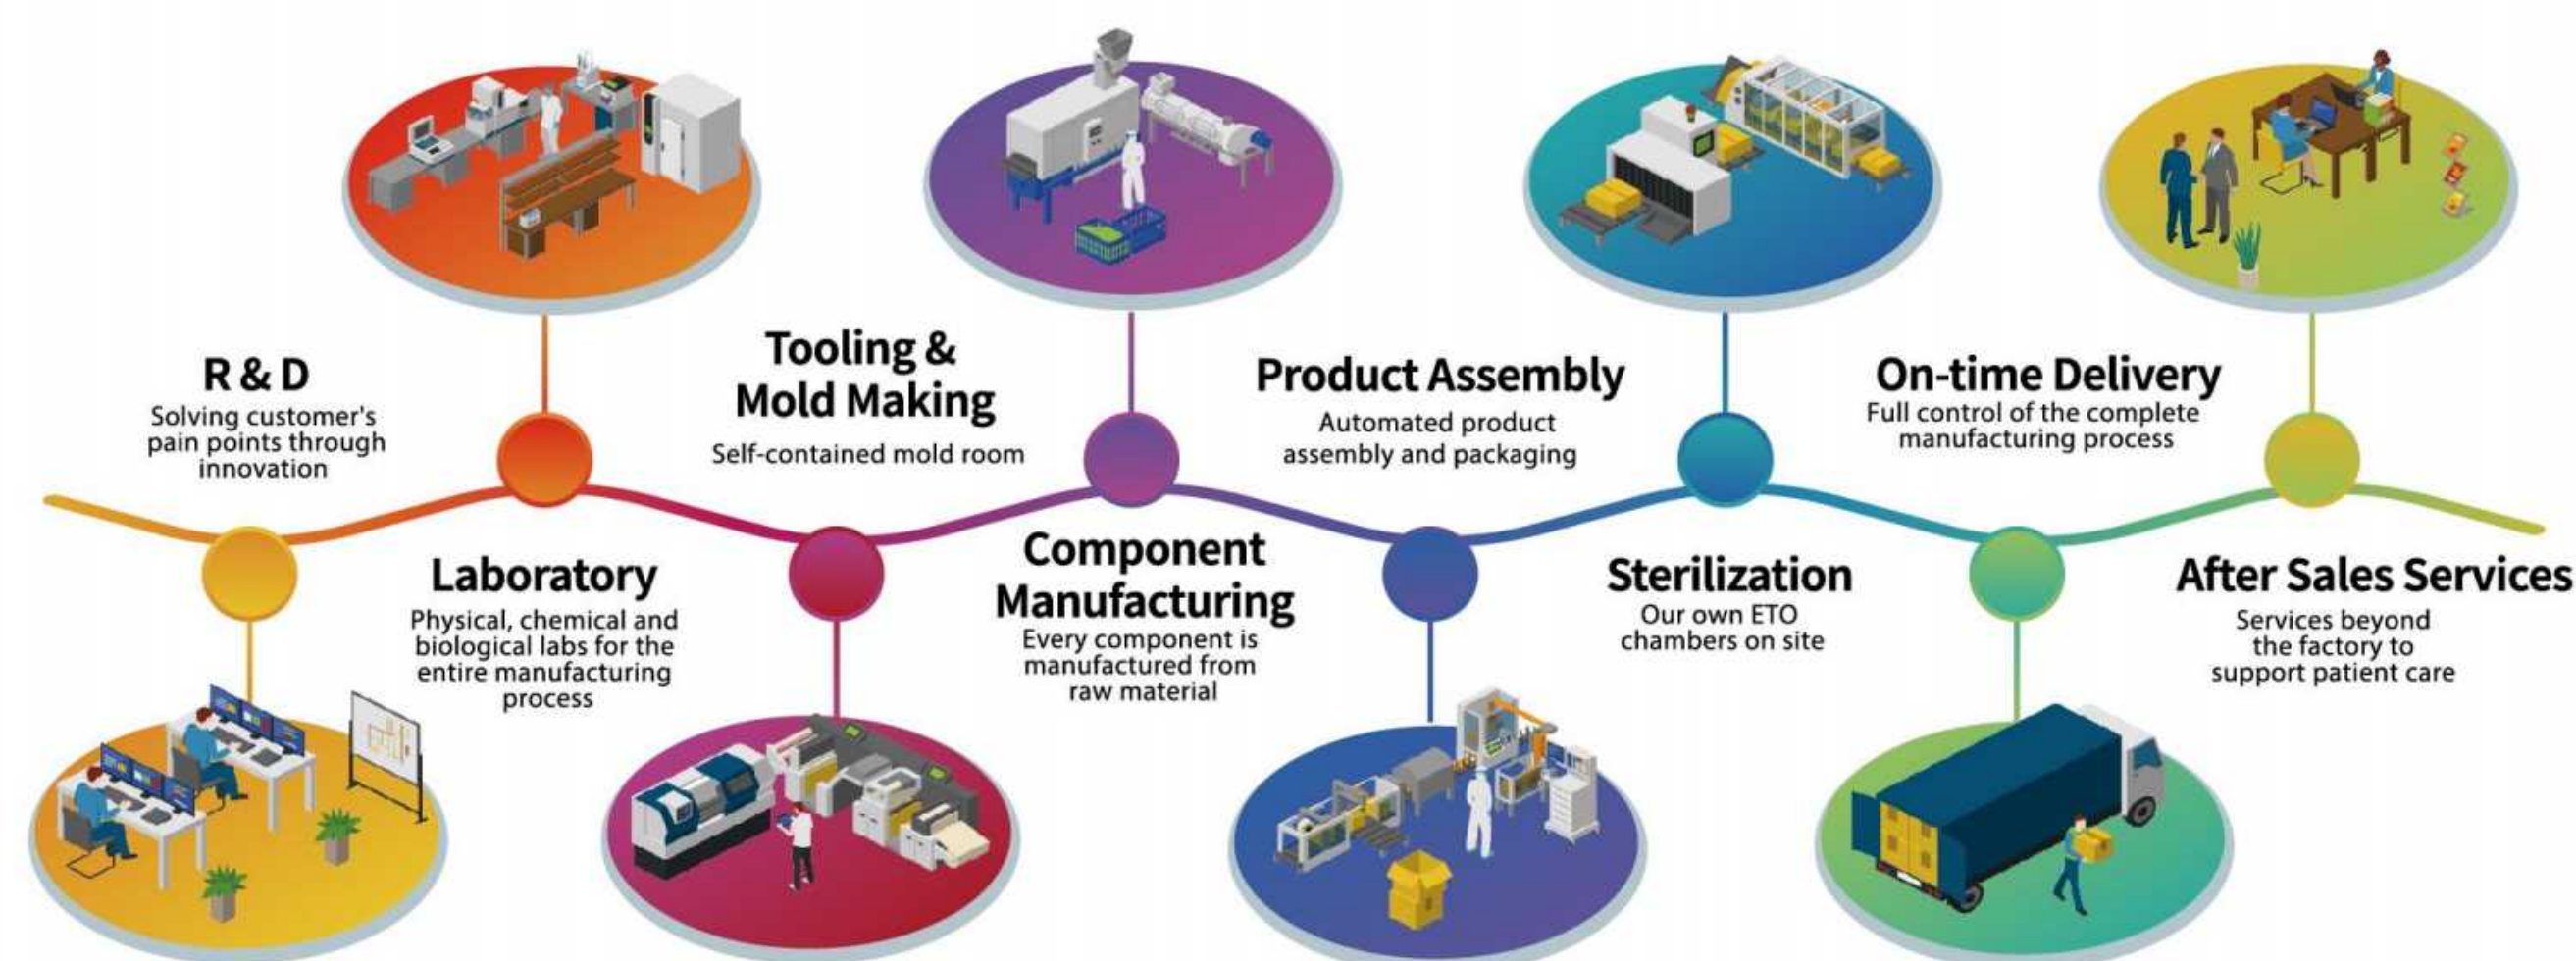 R & D
Solving customer's
pain points through
innovation
Laboratory
Physical, chemical and
biological labs for the
entire manufacturing
process
Tooling &
Mold Making
Self-contained mold room
Component
Manufacturing
Every component is
manufactured from
raw material
Product Assembly
Automated product
assembly and packaging
Sterilization
Our own ETO
chambers on site
On-time Delivery
Full control of the complete
manufacturing process
After Sales Services
Services beyond
the factory to
support patient care